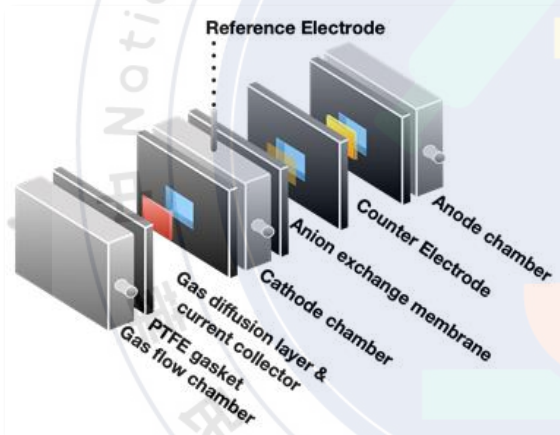 Reference Electrode
Anode chamber
Counter Electrode
Anion exchange membrane
Cathode chamber
Gas diffusion layer &
current collector
PTFE gasket
Gas flow chamber
Notic